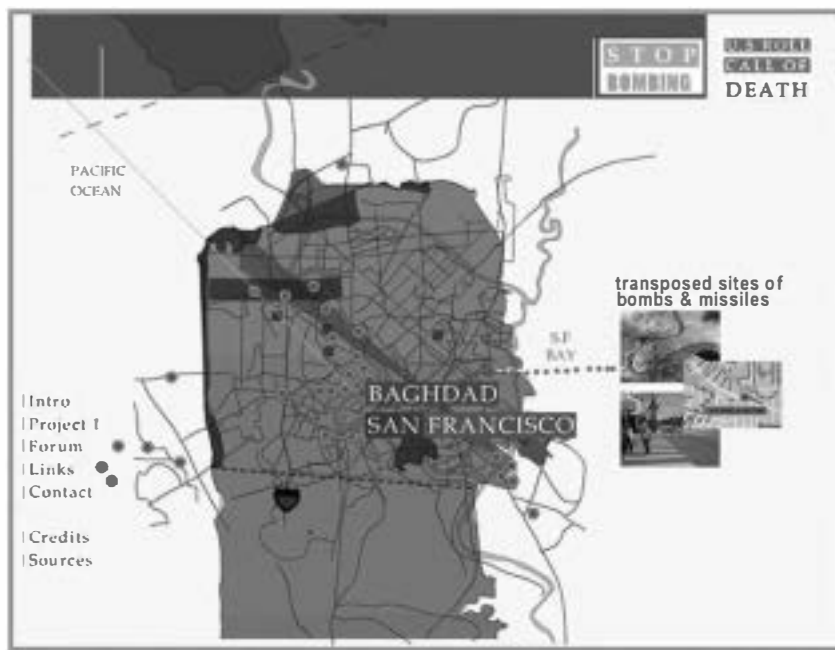 STOP
BOMBING
U.S ROLL
CALL OF
DEATH
PACIFIC
OCEAN
transposed sites of
bombs & missiles
S.F
BAY
BAGHDAD
SAN FRANCISCO
Intro
Project 1
Forum
Links
Contact
Credits
Sources